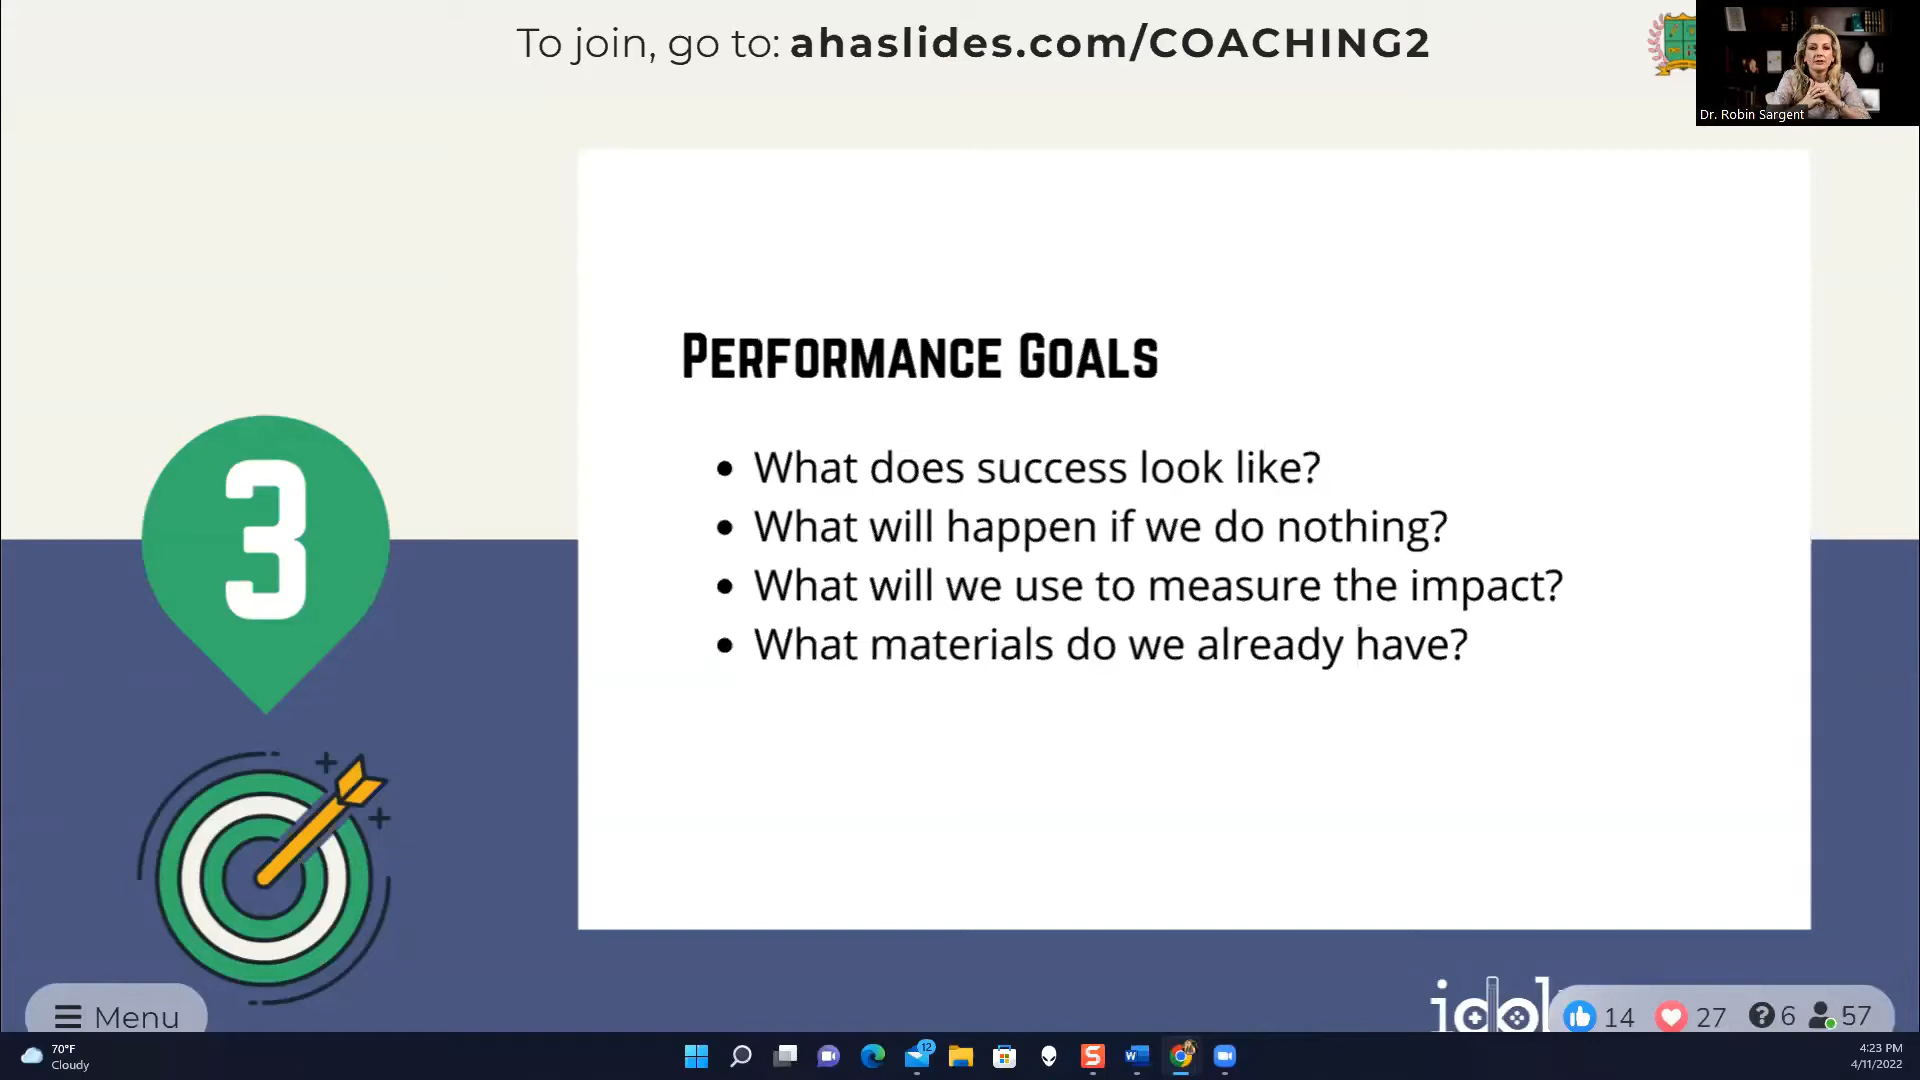 To join, go to: ahaslides.com/COACHING2
Dr. Robin Sargent
PERFORMANCE GOALS
• What does success look like?
• What will happen if we do nothing?
• What will we use to measure the impact?
• What materials do we already have?
3
Menu
idol
14 27 6 57
70°F
Cloudy
12
4:23 PM
4/11/2022